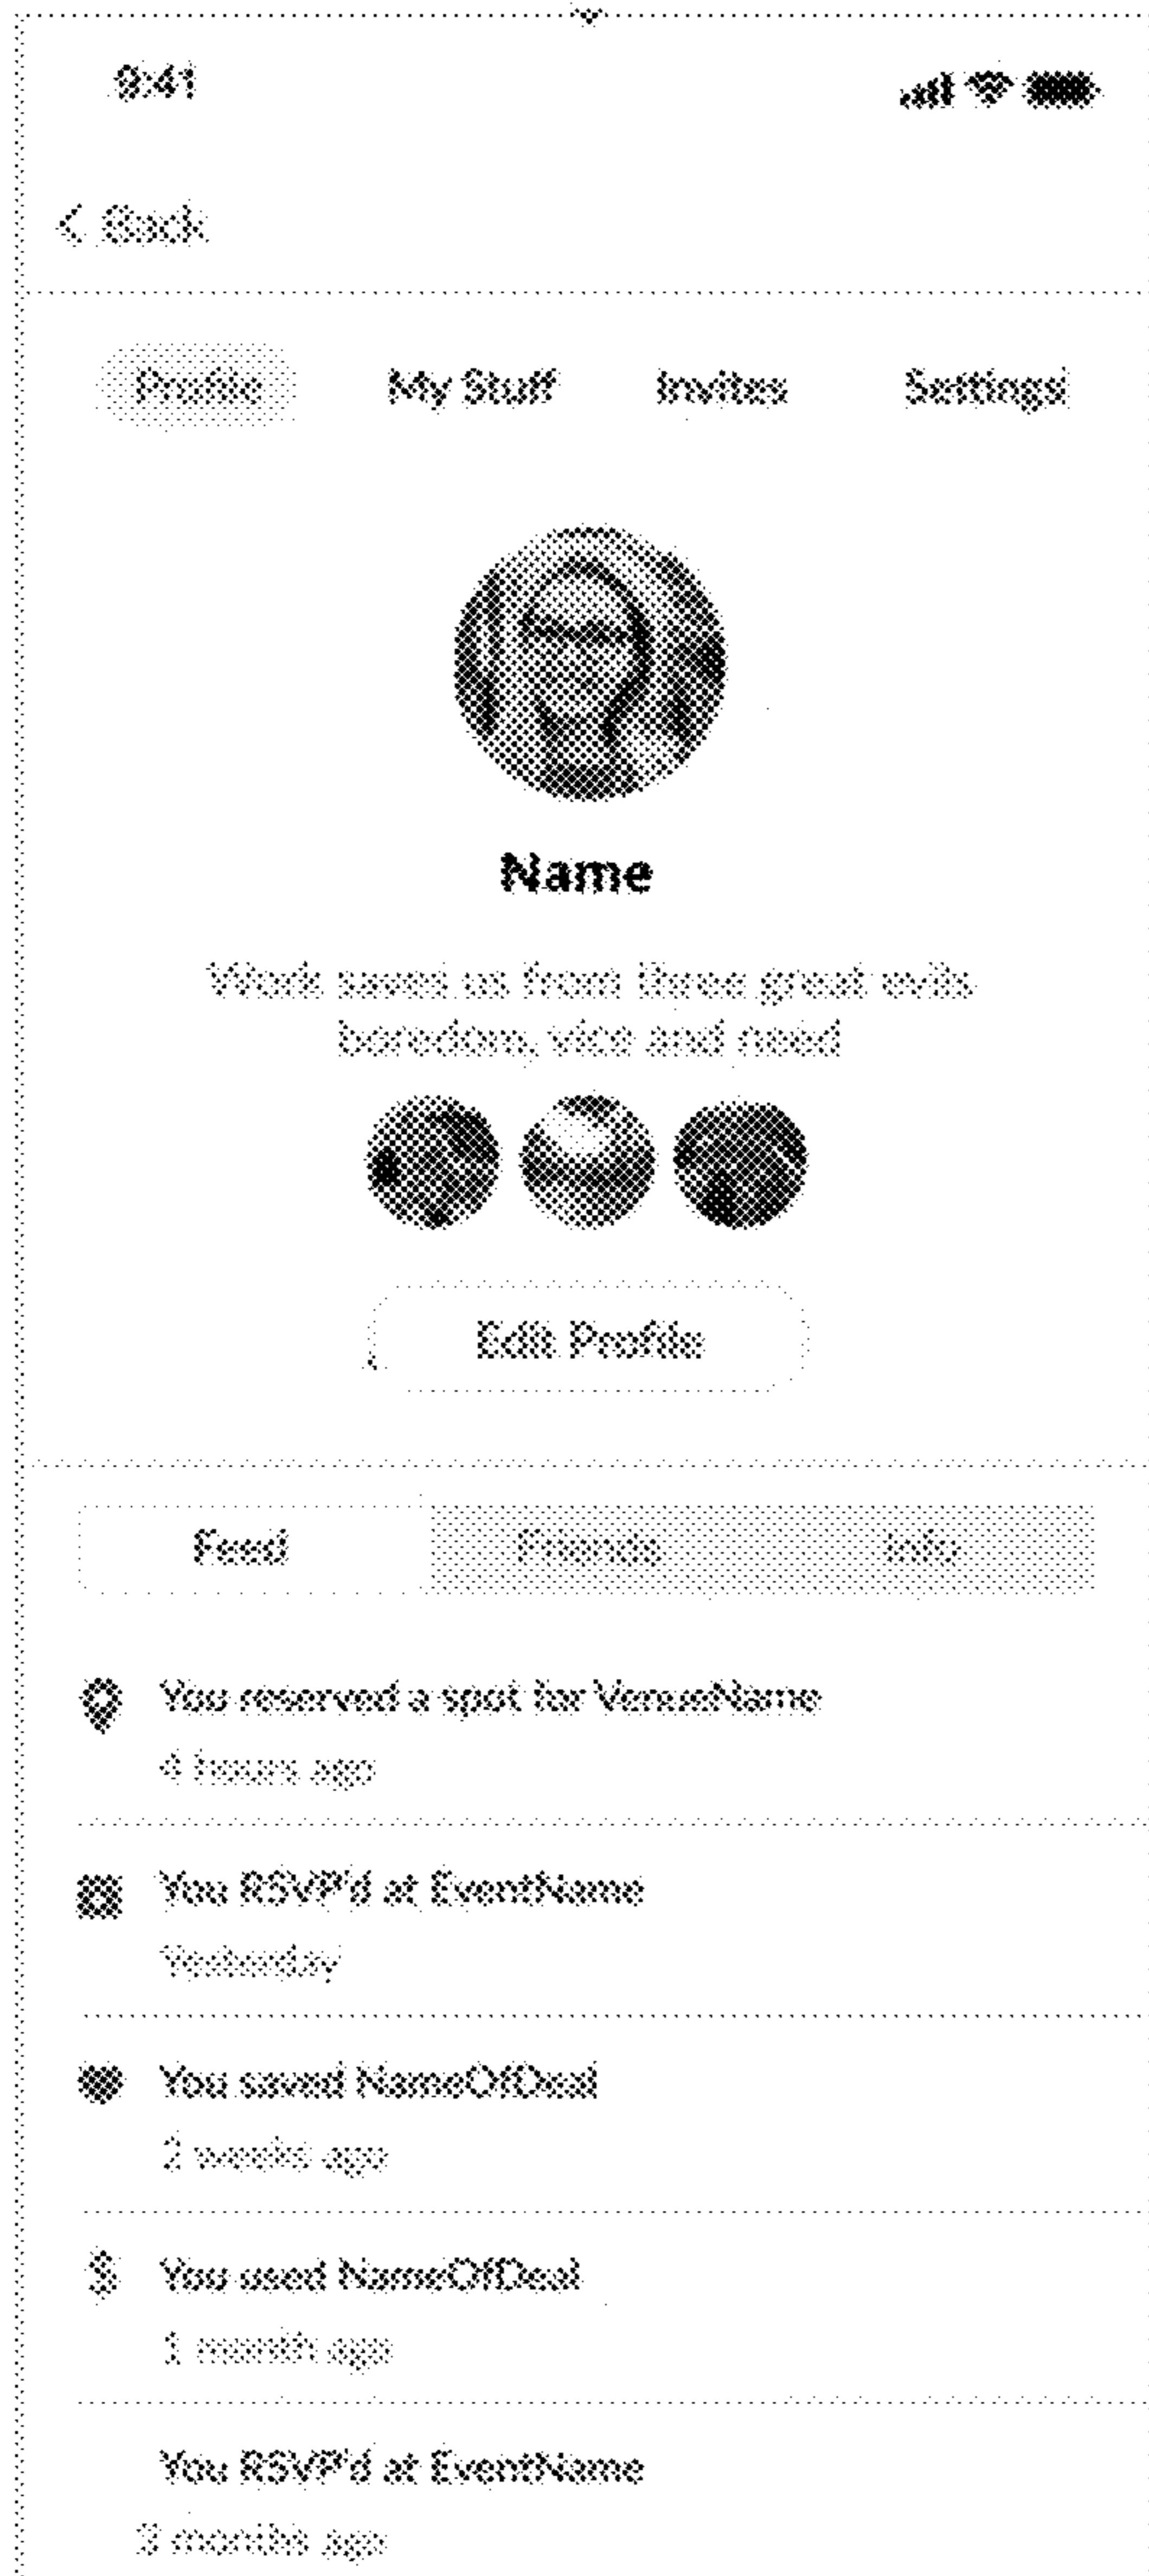 9:41
Back
Profile My Stuff Invites Settings
Name
Work saves us from three great evils
boredom, vice and need
Edit Profile
Feed Friends Info
You reserved a spot for VenueName
4 hours ago
You RSVP'd at EventName
Yesterday
You saved NameOfDeal
2 weeks ago
$ You used NameOfDeal
1 month ago
You RSVP'd at EventName
3 months ago